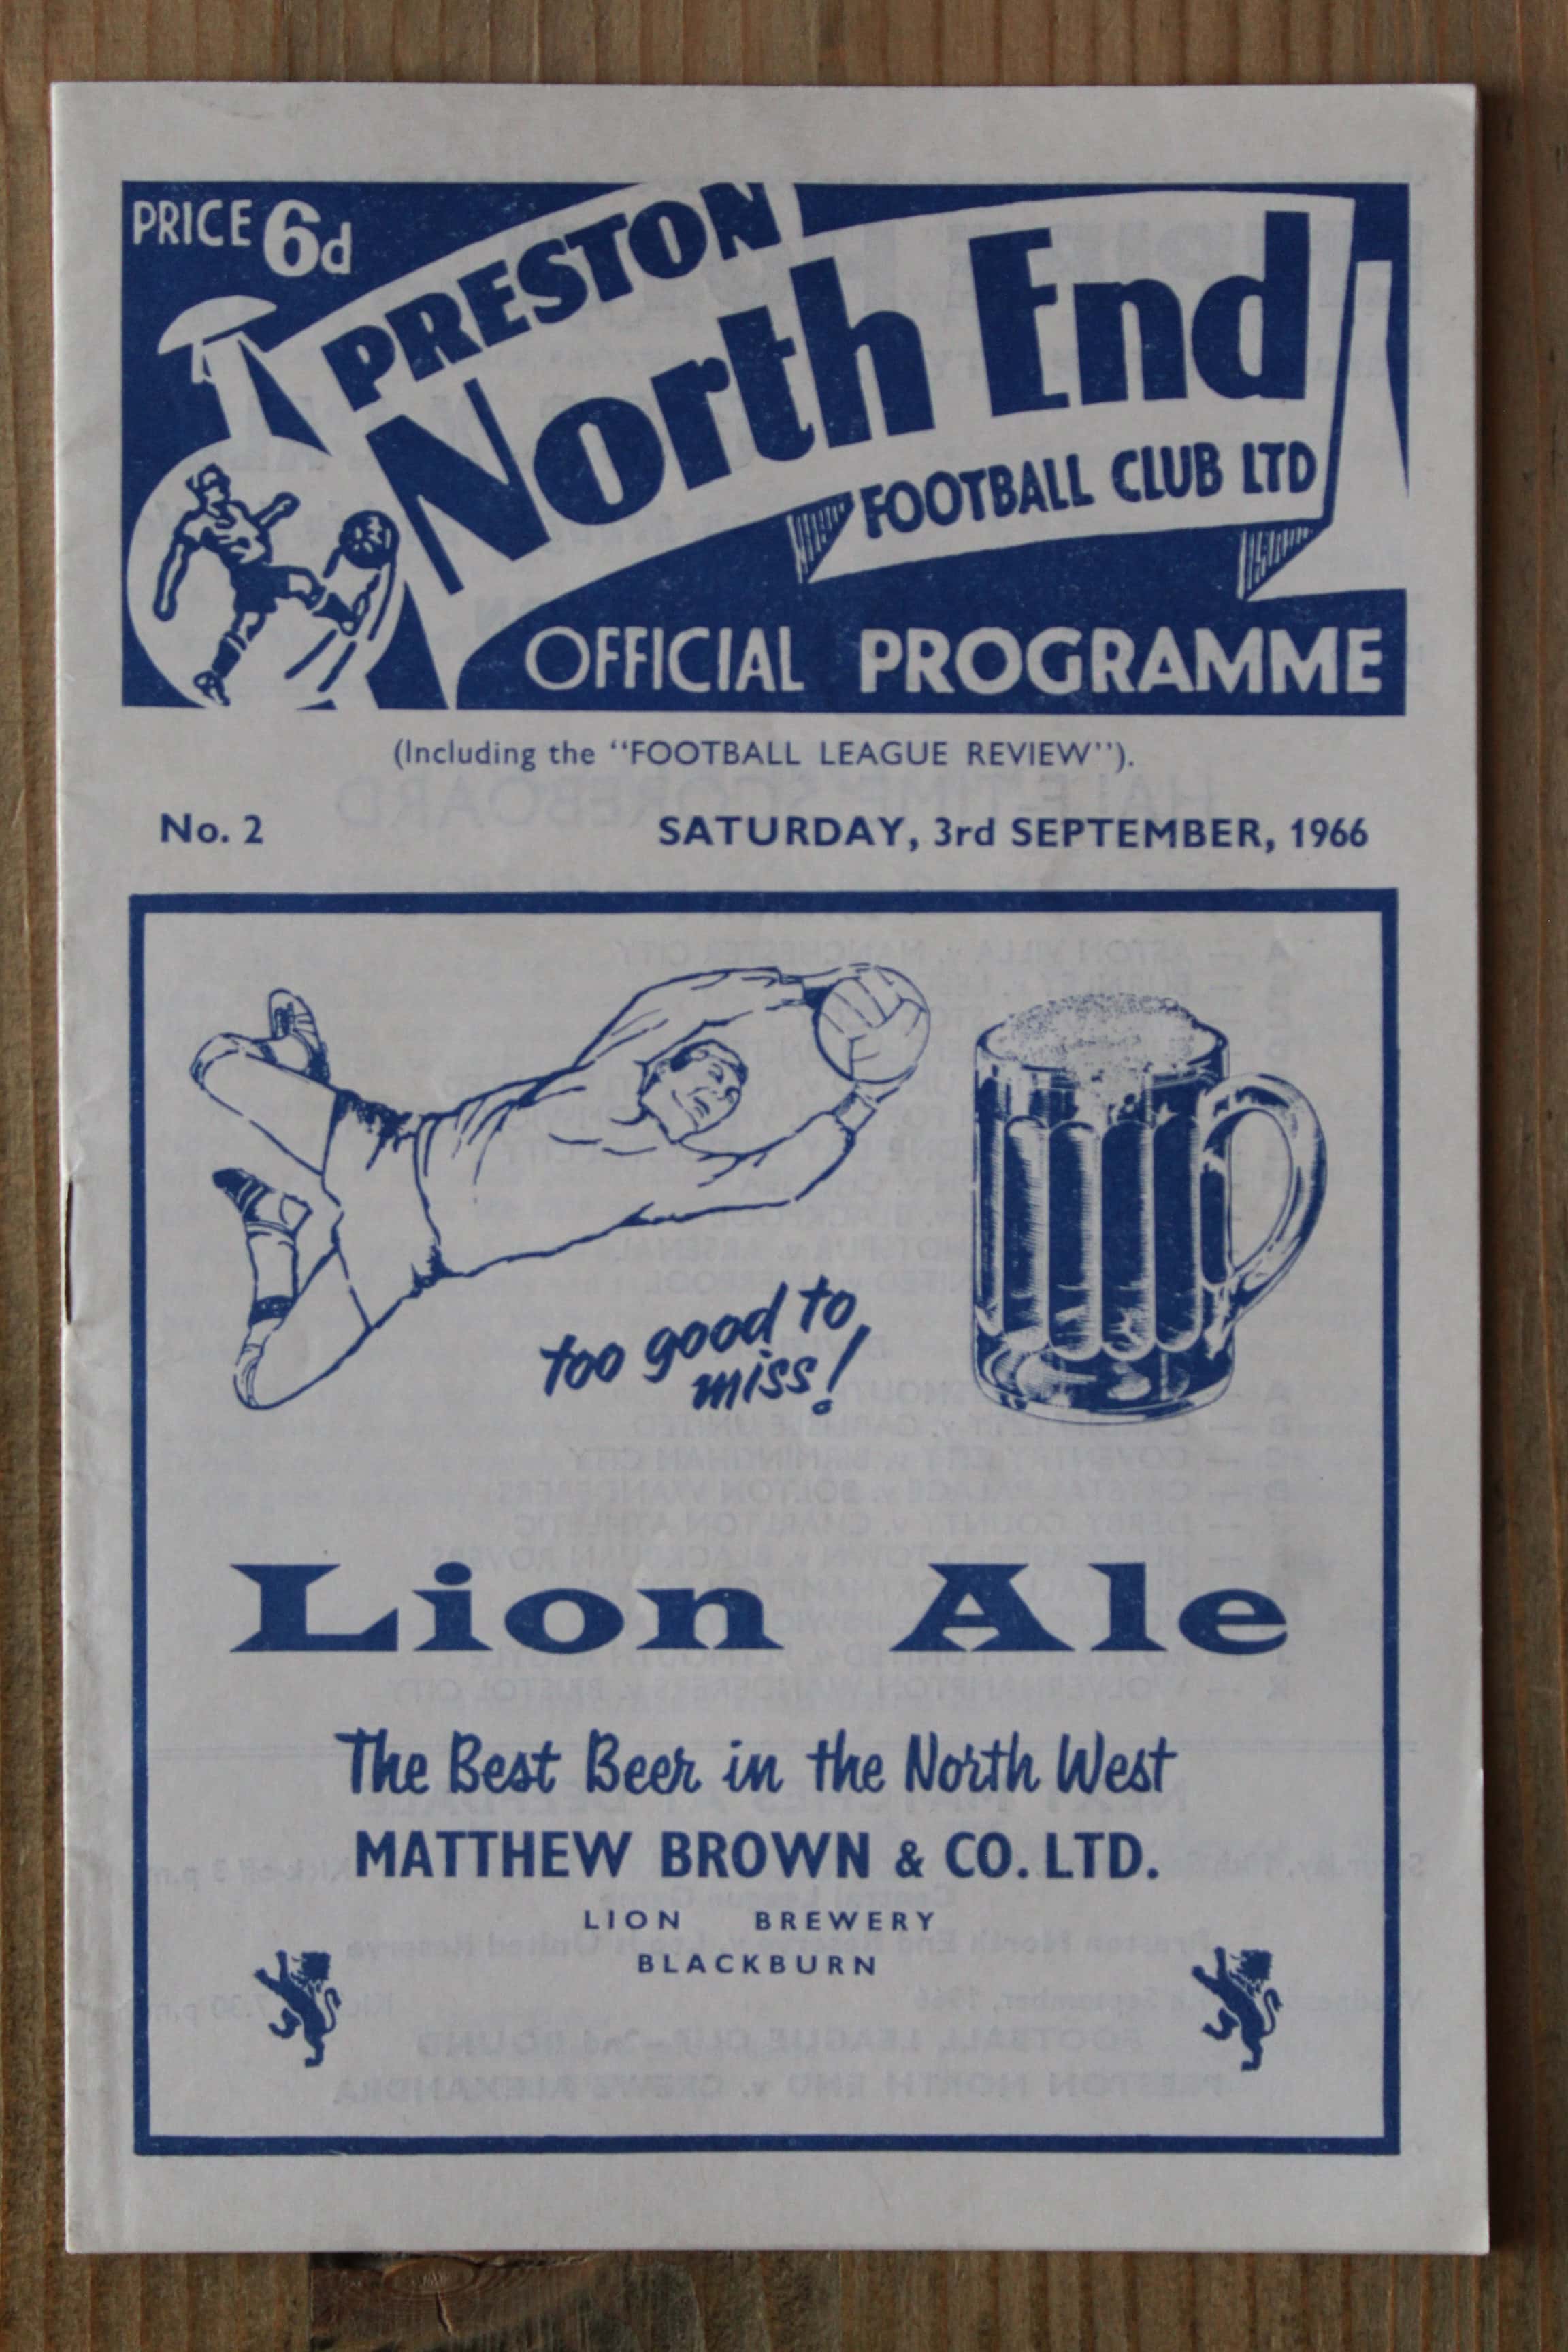 PRICE 6d
PRESTON
North End
FOOTBALL CLUB LTD
OFFICIAL PROGRAMME
(Including the "FOOTBALL LEAGUE REVIEW").
No. 2 SATURDAY, 3rd SEPTEMBER, 1966
too good to
miss!
Lion Ale
The Best Beer in the North West
MATTHEW BROWN & CO. LTD.
LION BREWERY
BLACKBURN